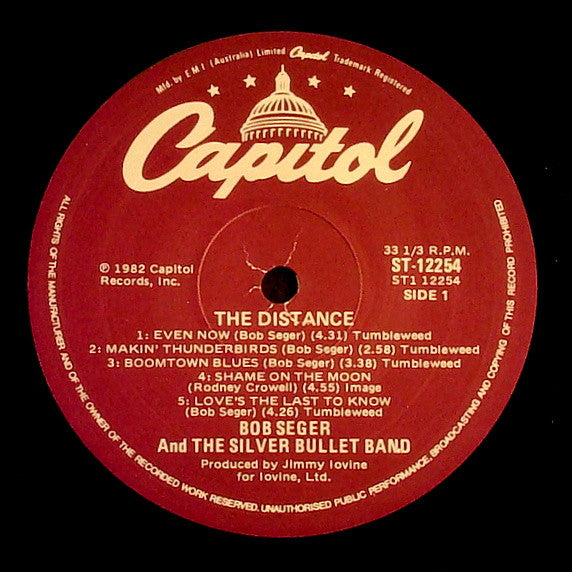 Mfd. by E M I (Australia) Limited Capitol Trademark Registered
Capitol
℗ 1982 Capitol
Records, Inc.
33 1/3 R.P.M.
ST-12254
ST1 12254
SIDE 1
THE DISTANCE
1: EVEN NOW (Bob Seger) (4.31) Tumbleweed
2: MAKIN' THUNDERBIRDS (Bob Seger) (2.58) Tumbleweed
3: BOOMTOWN BLUES (Bob Seger) (3.38) Tumbleweed
4: SHAME ON THE MOON
(Rodney Crowell) (4.55) Image
5: LOVE'S THE LAST TO KNOW
(Bob Seger) (4.26) Tumbleweed
BOB SEGER
And THE SILVER BULLET BAND
Produced by Jimmy Iovine
for Iovine, Ltd.
ALL RIGHTS OF THE MANUFACTURER AND OF THE OWNER OF THE RECORDED WORK RESERVED. UNAUTHORISED PUBLIC PERFORMANCE, BROADCASTING AND COPYING OF THIS RECORD PROHIBITED